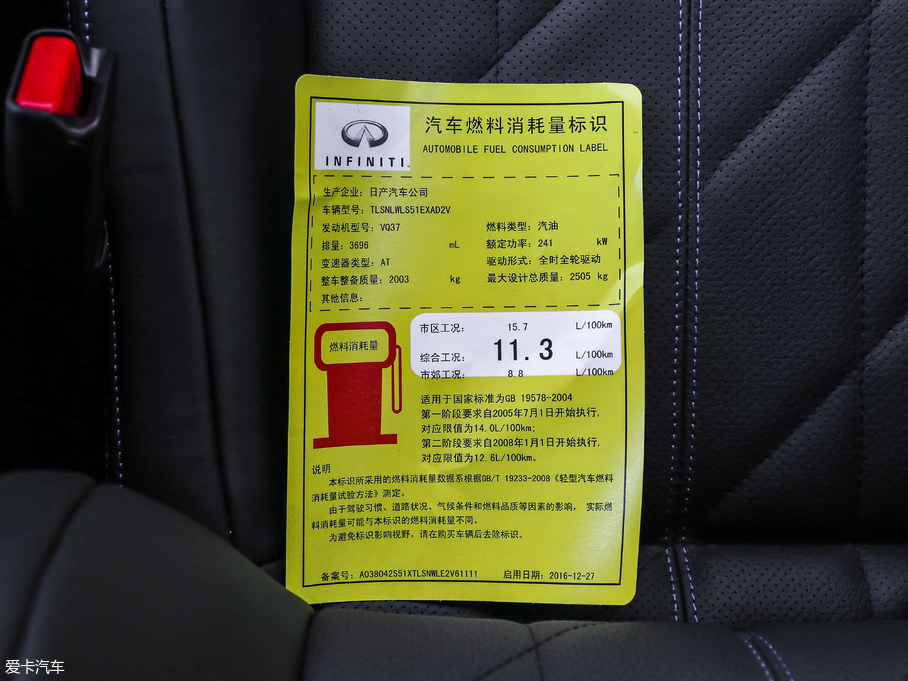 INFINITI
汽车燃料消耗量标识
AUTOMOBILE FUEL CONSUMPTION LABEL
生产企业: 日产汽车公司
车辆型号: TLSNLWLS51EXAD2V
发动机型号: VQ37 燃料类型: 汽油
排量: 3696 mL 额定功率: 241 kW
变速器类型: AT 驱动形式: 全时全轮驱动
整车整备质量: 2003 kg 最大设计总质量: 2505 kg
其他信息:
燃料消耗量
市区工况: 15.7 L/100km
综合工况: 11.3 L/100km
市郊工况: 8.8 L/100km
适用于国家标准为GB 19578-2004
第一阶段要求自2005年7月1日开始执行,
对应限值为14.0L/100km;
第二阶段要求自2008年1月1日开始执行,
对应限值为12.6L/100km。
说明
本标识所采用的燃料消耗量数据系根据GB/T 19233-2008《轻型汽车燃料
消耗量试验方法》测定。
由于驾驶习惯、道路状况、气候条件和燃料品质等因素的影响, 实际燃
料消耗量可能与本标识的燃料消耗量不同。
为避免标识影响视野, 请在购买车辆后去除标识。
备案号: A038042S51XTLSNWLE2V61111 启用日期: 2016-12-27
爱卡汽车